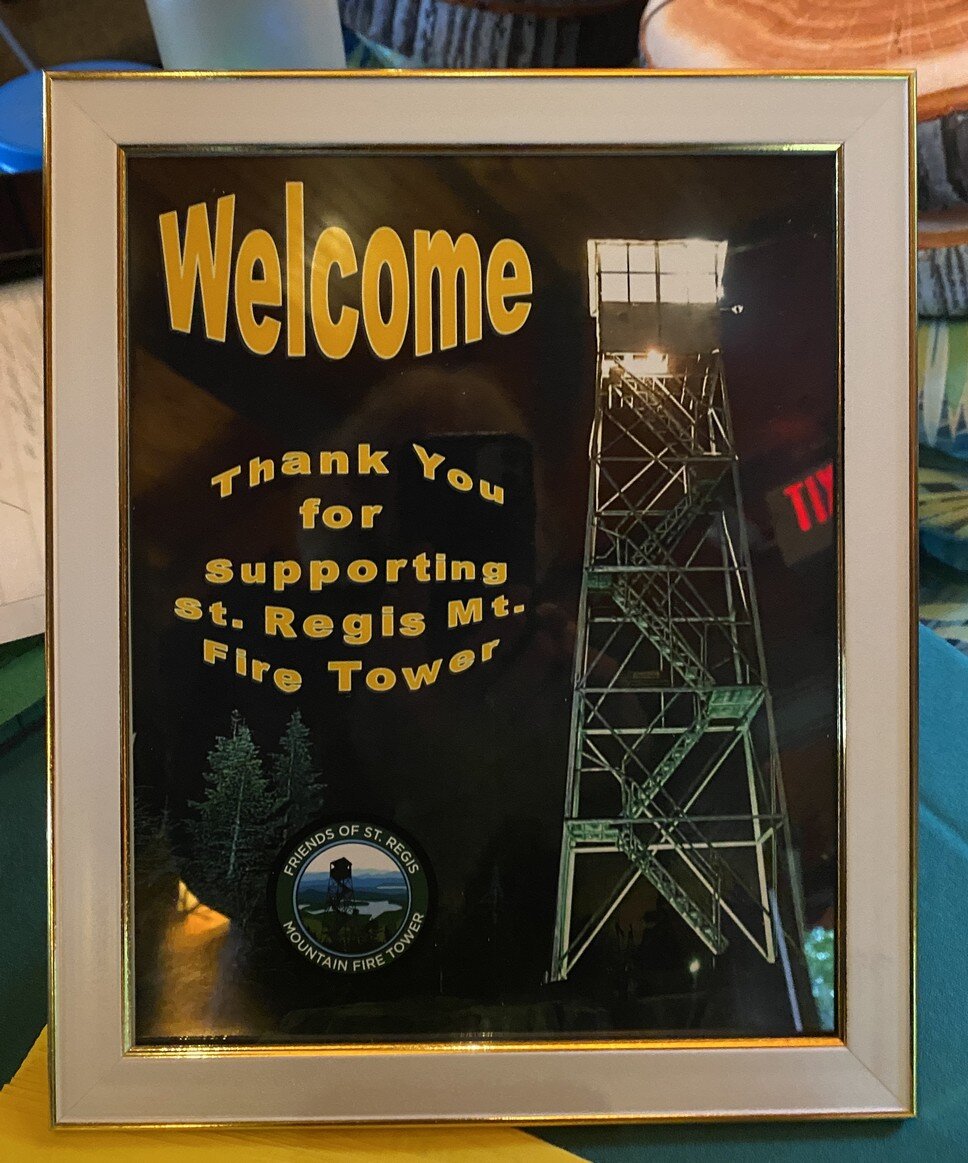 Welcome
Thank You
for
Supporting
St. Regis Mt.
Fire Tower
FRIENDS OF ST. REGIS
MOUNTAIN FIRE TOWER